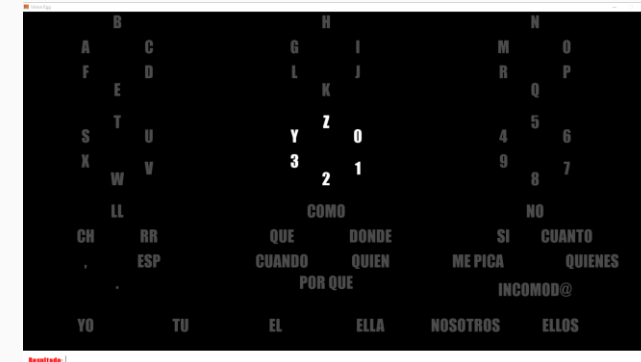 B H N
A C G I M O
F D L J R P
E K Q
T Z 5
S U Y 0 4 6
X V 3 1 9 7
W 2 8
LL COMO NO
CH RR QUE DONDE SI CUANTO
, ESP CUANDO QUIEN ME PICA QUIENES
. POR QUE INCOMOD@
YO TU EL ELLA NOSOTROS ELLOS
Resultado: